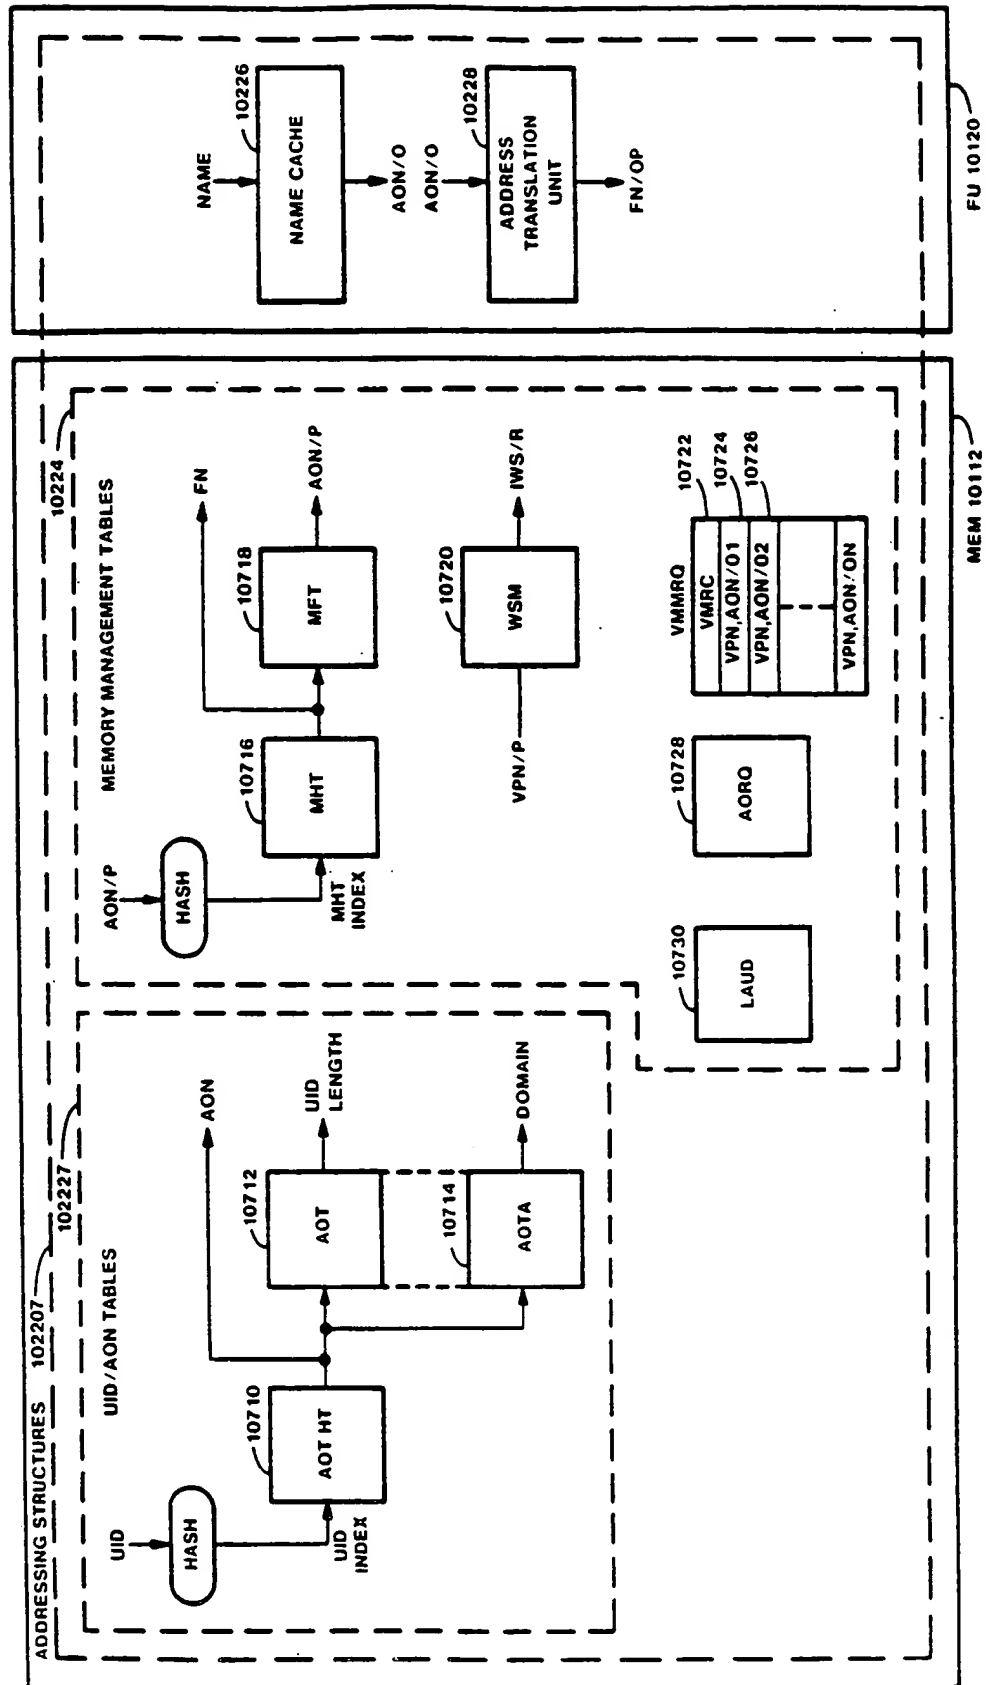 ADDRESSING STRUCTURES 102207
102227
UID/AON TABLES
UID
HASH
UID
INDEX
10710
AOT HT
AON
10712
AOT
UID
LENGTH
10714
AOTA
DOMAIN
10224
MEMORY MANAGEMENT TABLES
AON/P
HASH
MHT
INDEX
10716
MHT
FN
10718
MFT
AON/P
VPN/P
10720
WSM
IWS/R
10730
LAUD
10728
AORQ
VMMRQ
VMRC
10722
VPN,AON/O1
10724
VPN,AON/O2
10726
VPN,AON/ON
MEM 10112
NAME
10226
NAME CACHE
AON/O
AON/O
10228
ADDRESS
TRANSLATION
UNIT
FN/OP
FU 10120